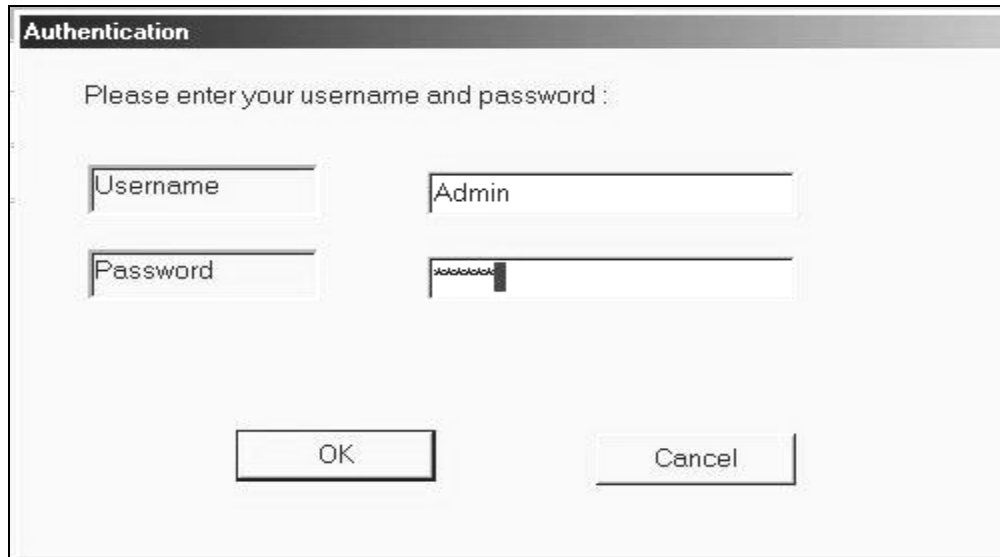 Authentication
Please enter your username and password :
Username
Admin
Password
*******
OK
Cancel